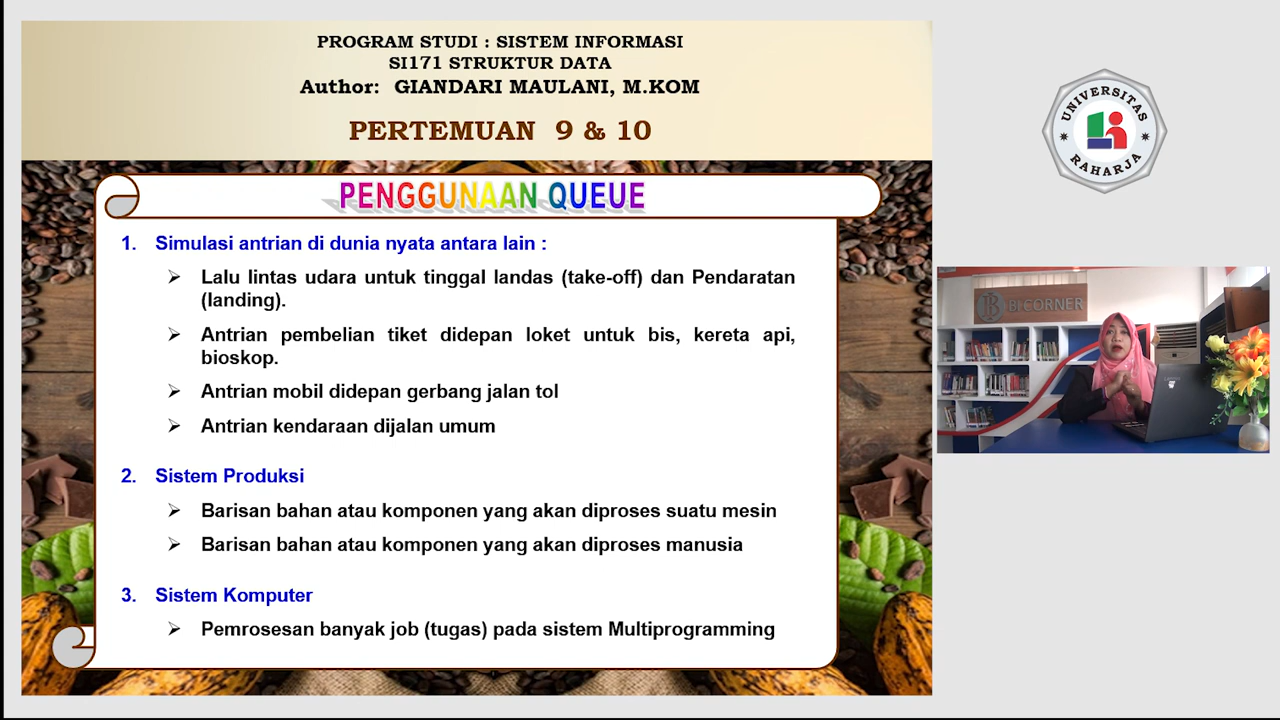 PROGRAM STUDI : SISTEM INFORMASI
SI171 STRUKTUR DATA
Author: GIANDARI MAULANI, M.KOM
PERTEMUAN 9 & 10
PENGGUNAAN QUEUE
1. Simulasi antrian di dunia nyata antara lain :
➢ Lalu lintas udara untuk tinggal landas (take-off) dan Pendaratan
(landing).
➢ Antrian pembelian tiket didepan loket untuk bis, kereta api,
bioskop.
➢ Antrian mobil didepan gerbang jalan tol
➢ Antrian kendaraan dijalan umum
2. Sistem Produksi
➢ Barisan bahan atau komponen yang akan diproses suatu mesin
➢ Barisan bahan atau komponen yang akan diproses manusia
3. Sistem Komputer
➢ Pemrosesan banyak job (tugas) pada sistem Multiprogramming
UNIVERSITAS
RAHARJA
BI CORNER